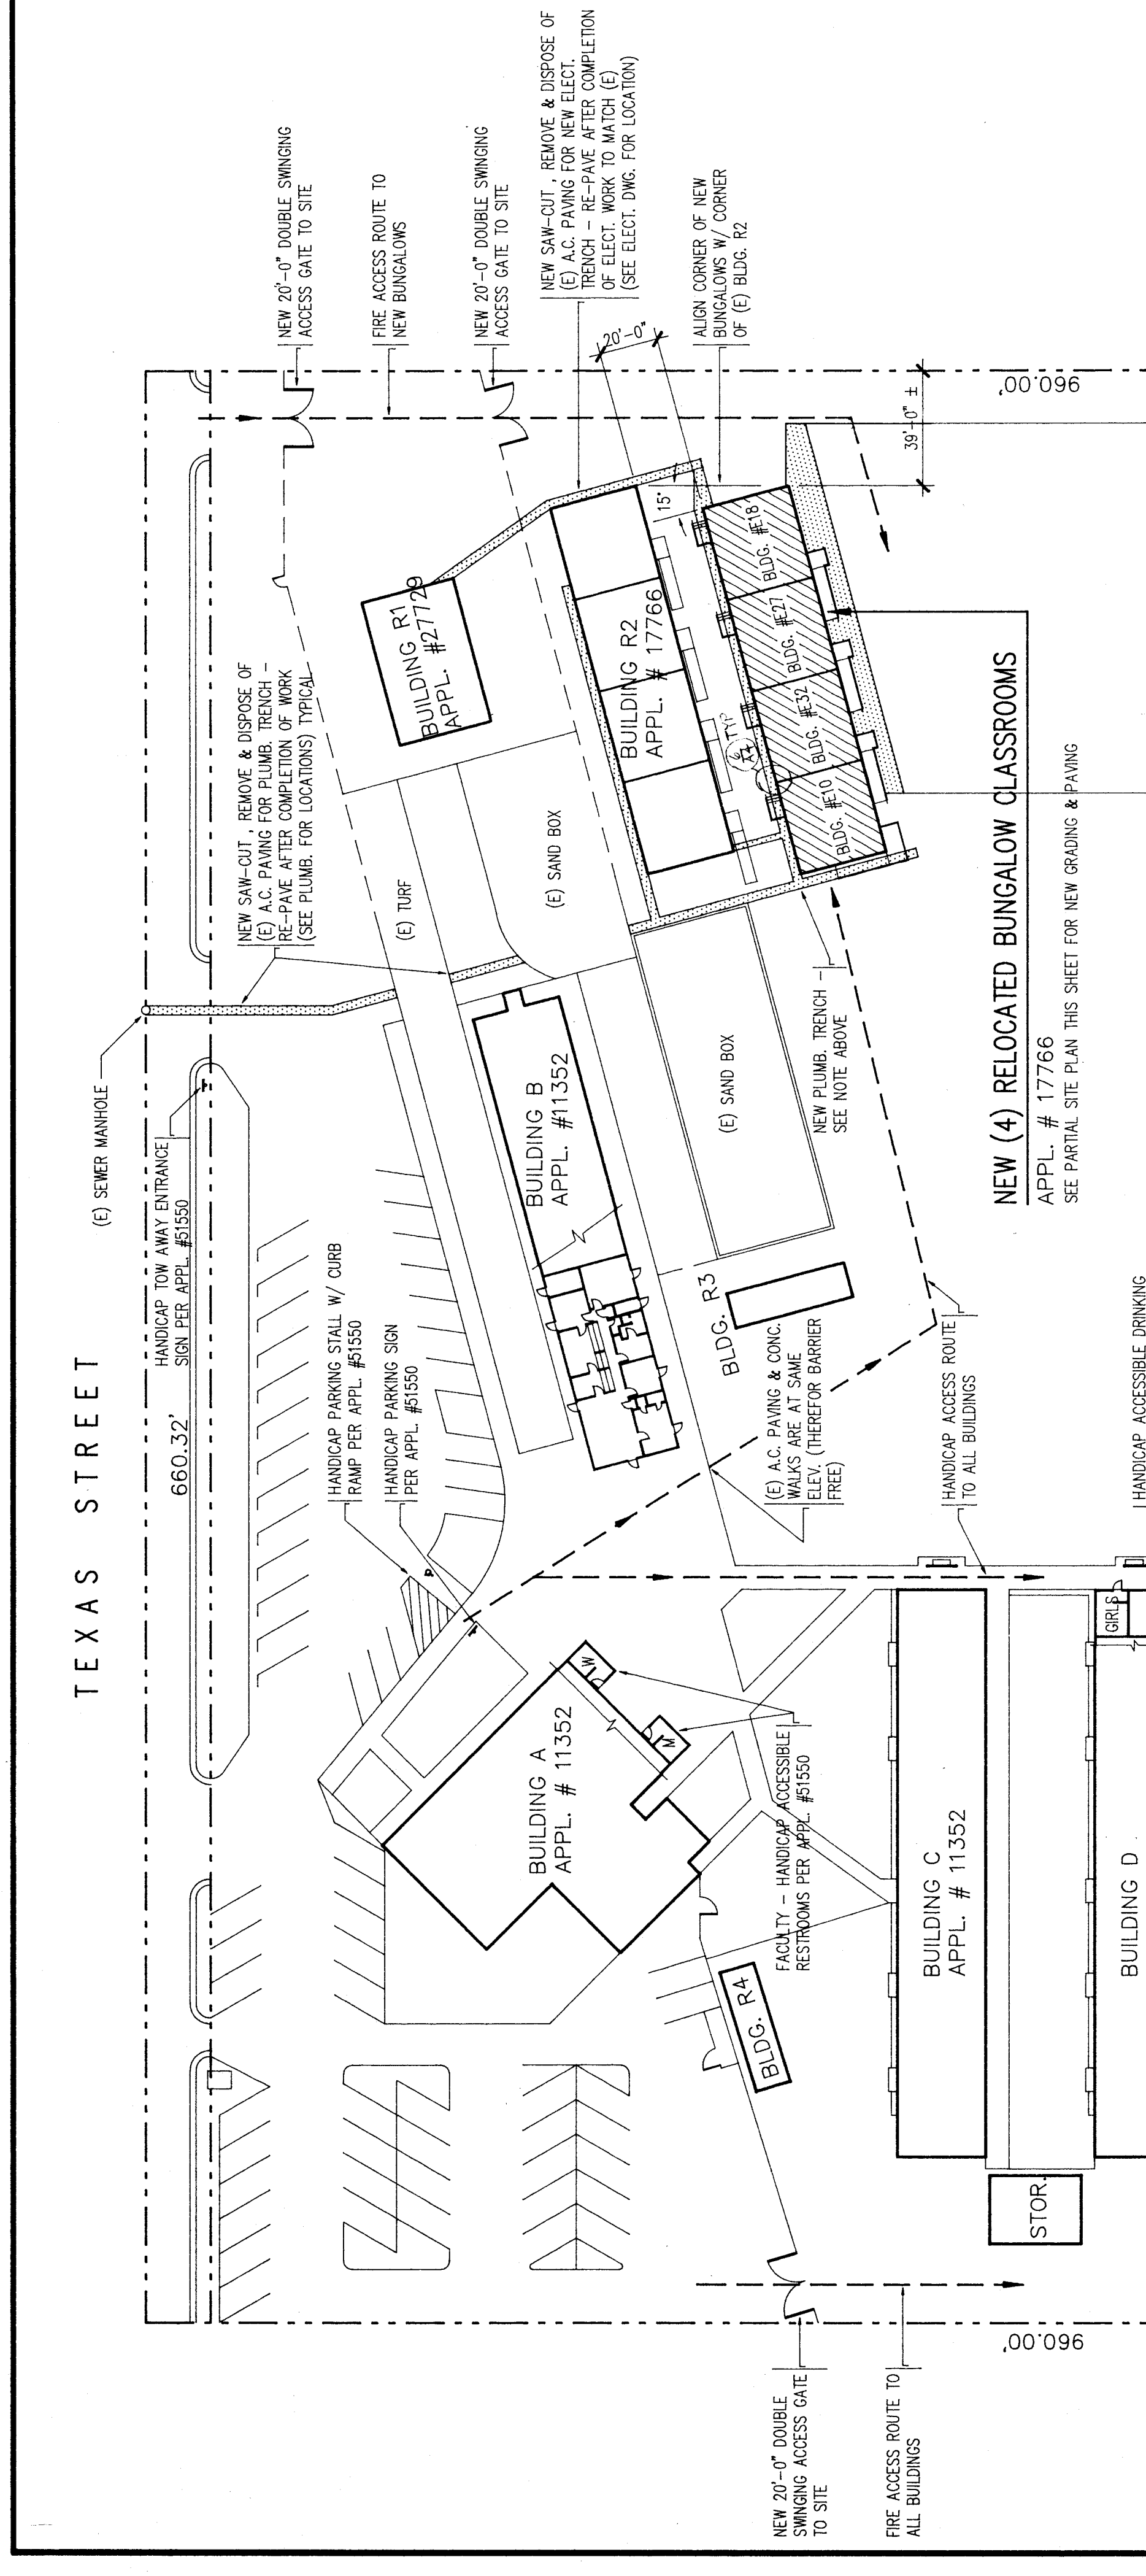 TEXAS STREET
660.32'
(E) SEWER MANHOLE
HANDICAP TOW AWAY ENTRANCE
SIGN PER APPL. #51550
NEW SAW-CUT, REMOVE & DISPOSE OF
(E) A.C. PAVING FOR PLUMB. TRENCH -
RE-PAVE AFTER COMPLETION OF WORK
(SEE PLUMB. FOR LOCATIONS) TYPICAL
NEW 20'-0" DOUBLE SWINGING
ACCESS GATE TO SITE
FIRE ACCESS ROUTE TO
NEW BUNGALOWS
NEW 20'-0" DOUBLE SWINGING
ACCESS GATE TO SITE
NEW SAW-CUT, REMOVE & DISPOSE OF
(E) A.C. PAVING FOR NEW ELECT.
TRENCH - RE-PAVE AFTER COMPLETION
OF ELECT. WORK TO MATCH (E)
(SEE ELECT. DWG. FOR LOCATION)
ALIGN CORNER OF NEW
BUNGALOWS W/ CORNER
OF (E) BLDG. R2
20'-0"
15°
39'-0" ±
960.00'
HANDICAP PARKING STALL W/ CURB
RAMP PER APPL. #51550
HANDICAP PARKING SIGN
PER APPL. #51550
(E) TURF
(E) SAND BOX
BUILDING R1
APPL. #27729
BUILDING R2
APPL. # 17766
6
A4
TYP
BLDG. #E10
BLDG. #E32
BLDG. #E27
BLDG. #E18
BUILDING B
APPL. #11352
(E) SAND BOX
NEW PLUMB. TRENCH -
SEE NOTE ABOVE
BLDG. R3
(E) A.C. PAVING & CONC.
WALKS ARE AT SAME
ELEV. (THEREFOR BARRIER
FREE)
HANDICAP ACCESS ROUTE
TO ALL BUILDINGS
NEW (4) RELOCATED BUNGALOW CLASSROOMS
APPL. # 17766
SEE PARTIAL SITE PLAN THIS SHEET FOR NEW GRADING & PAVING
BUILDING A
APPL. # 11352
W
M
FACULTY - HANDICAP ACCESSIBLE
RESTROOMS PER APPL. #51550
BLDG. R4
BUILDING C
APPL. # 11352
GIRLS
BUILDING D
STOR.
HANDICAP ACCESSIBLE DRINKING
960.00'
NEW 20'-0" DOUBLE
SWINGING ACCESS GATE
TO SITE
FIRE ACCESS ROUTE TO
ALL BUILDINGS